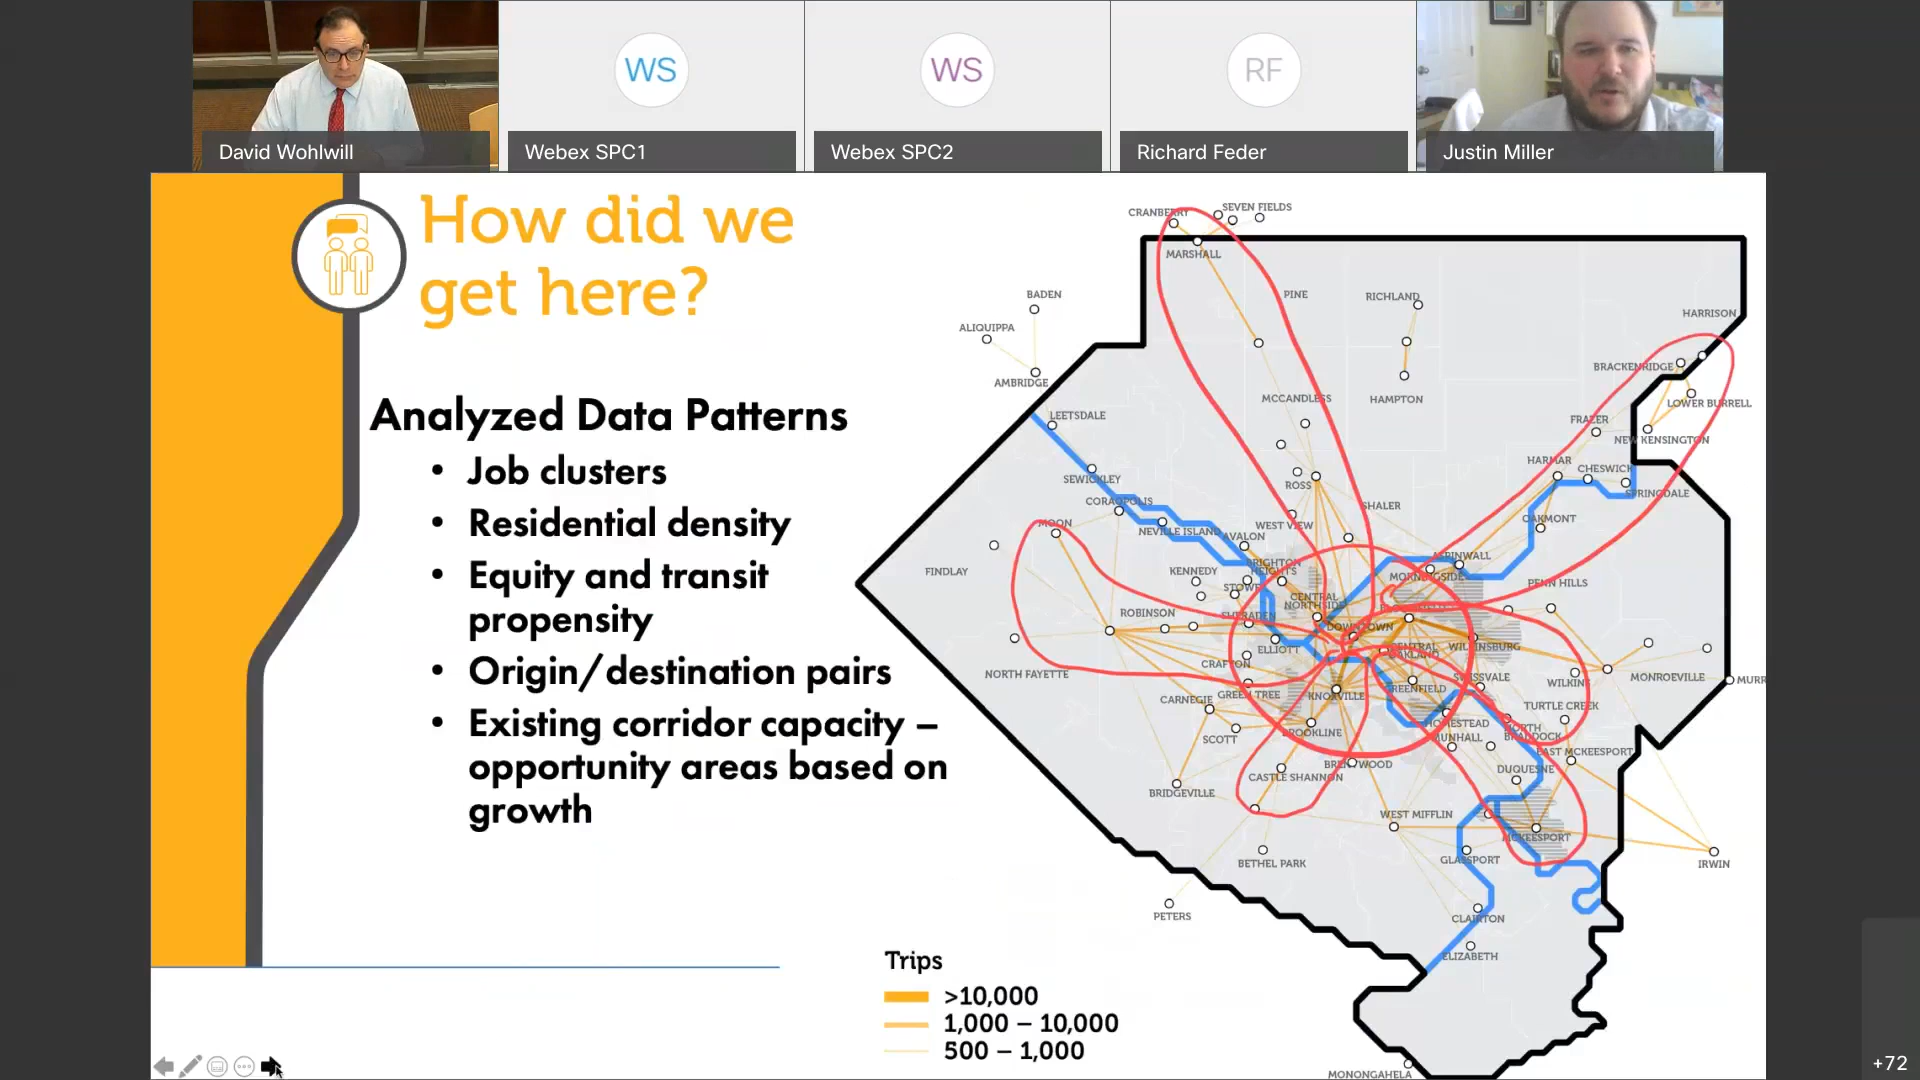 WS
WS
RF
David Wohlwill
Webex SPC1
Webex SPC2
Richard Feder
Justin Miller
How did we
get here?
Analyzed Data Patterns
• Job clusters
• Residential density
• Equity and transit
propensity
• Origin/destination pairs
• Existing corridor capacity –
opportunity areas based on
growth
CRANBERRY
SEVEN FIELDS
MARSHALL
BADEN
PINE
RICHLAND
HARRISON
ALIQUIPPA
AMBRIDGE
BRACKENRIDGE
MCCANDLESS
HAMPTON
LOWER BURRELL
LEETSDALE
FRAZER
NEW KENSINGTON
SEWICKLEY
ROSS
HARMAR
CHESWICK
SPRINGDALE
CORAOPOLIS
SHALER
OAKMONT
MOON
NEVILLE ISLAND
WEST VIEW
AVALON
ASPINWALL
FINDLAY
KENNEDY
BRIGHTON
HEIGHTS
MORNINGSIDE
PENN HILLS
STOWE
CENTRAL
NORTHSIDE
ROBINSON
SHERADEN
DOWNTOWN
ELLIOTT
CENTRAL
OAKLAND
WILKINSBURG
CRAFTON
NORTH FAYETTE
SWISSVALE
WILKINS
MONROEVILLE
MURR
CARNEGIE
GREEN TREE
KNOXVILLE
GREENFIELD
TURTLE CREEK
SCOTT
BROOKLINE
HOMESTEAD
MUNHALL
NORTH
BRADDOCK
EAST MCKEESPORT
BRENTWOOD
CASTLE SHANNON
DUQUESNE
BRIDGEVILLE
WEST MIFFLIN
MCKEESPORT
BETHEL PARK
GLASSPORT
IRWIN
PETERS
CLAIRTON
ELIZABETH
MONONGAHELA
Trips
>10,000
1,000 – 10,000
500 – 1,000
+72